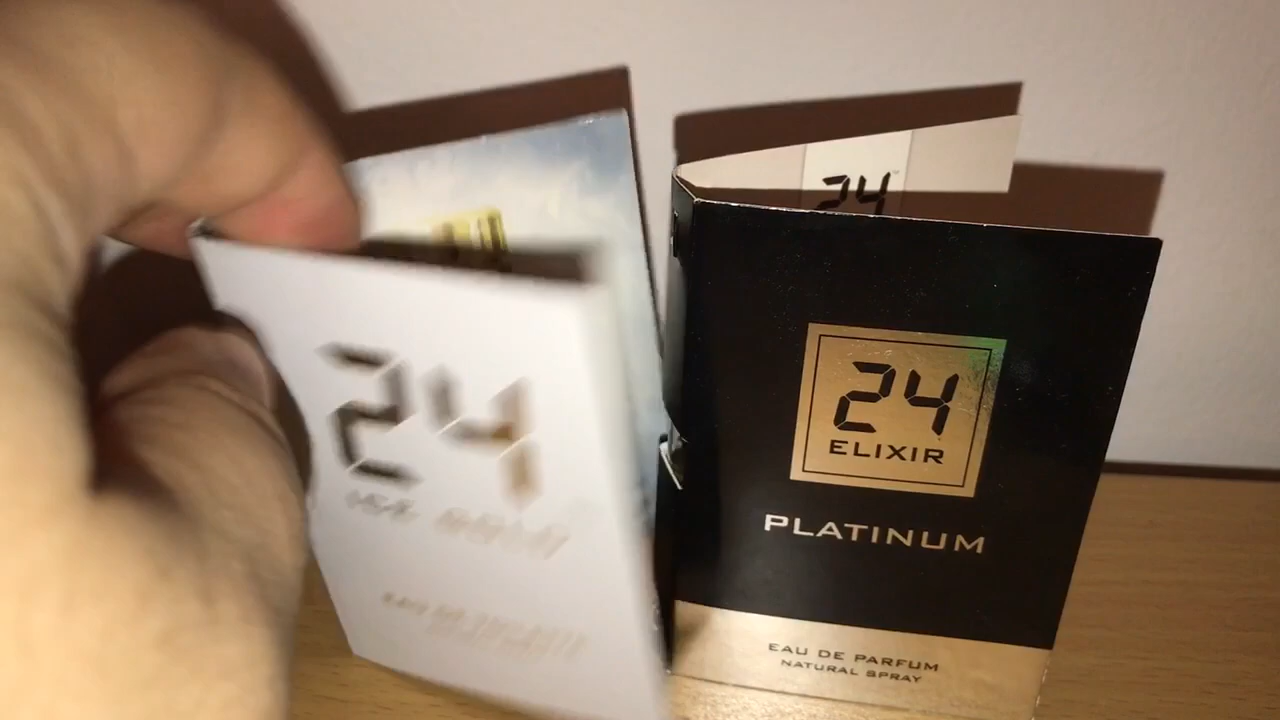 24
24
24
ELIXIR
PLATINUM
EAU DE PARFUM
NATURAL SPRAY